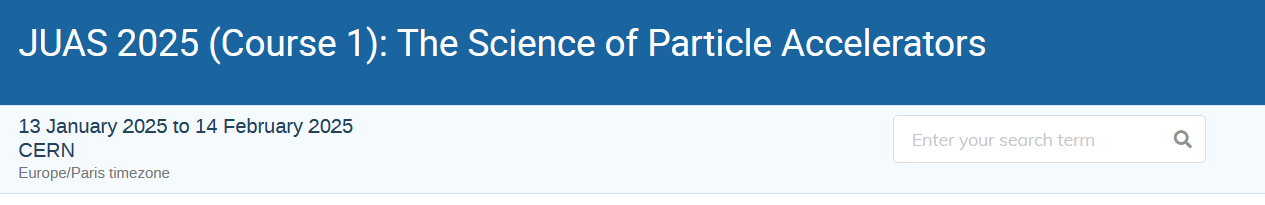 JUAS 2025 (Course 1): The Science of Particle Accelerators
13 January 2025 to 14 February 2025
CERN
Enter your search term
Europe/Paris timezone